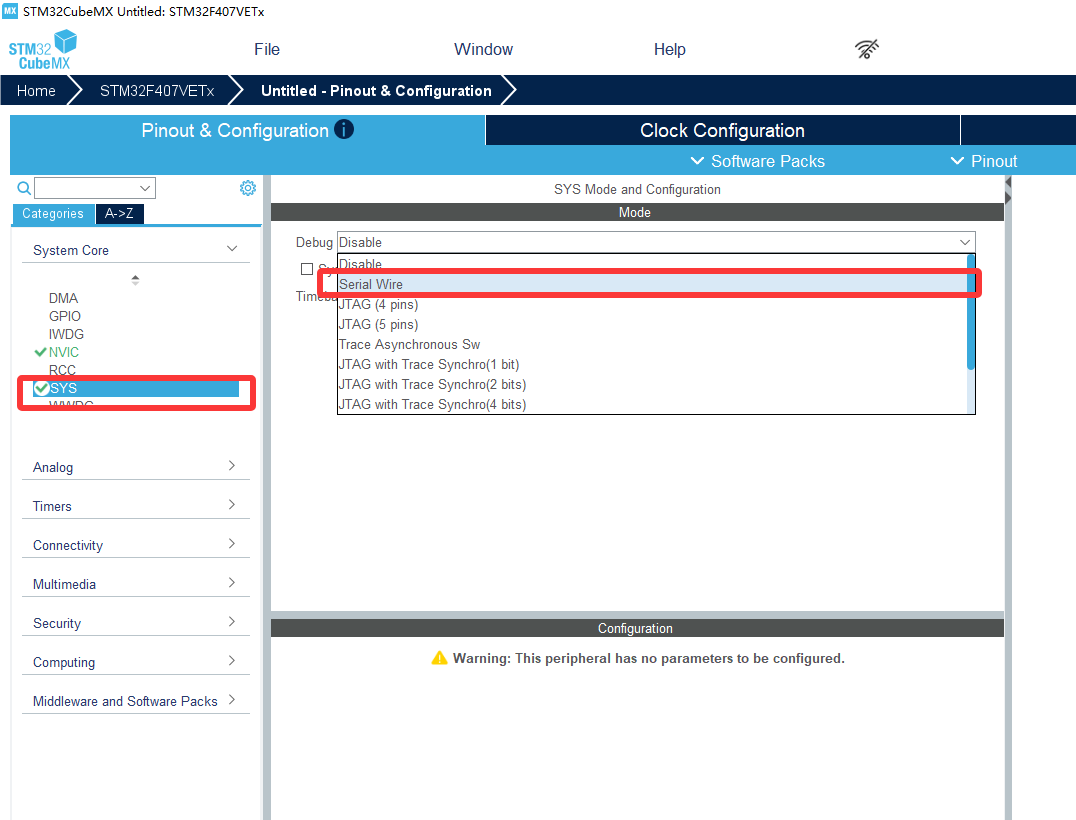 MX STM32CubeMX Untitled: STM32F407VETx
STM32
CubeMX
File Window Help
Home STM32F407VETx Untitled - Pinout & Configuration
Pinout & Configuration i Clock Configuration
Software Packs Pinout
SYS Mode and Configuration
Categories A->Z
Mode
System Core
Debug Disable
Disable
Serial Wire
Timeba
JTAG (4 pins)
JTAG (5 pins)
Trace Asynchronous Sw
JTAG with Trace Synchro(1 bit)
JTAG with Trace Synchro(2 bits)
JTAG with Trace Synchro(4 bits)
DMA
GPIO
IWDG
NVIC
RCC
SYS
WWDG
Analog
Timers
Connectivity
Multimedia
Security
Computing
Middleware and Software Packs
Configuration
Warning: This peripheral has no parameters to be configured.